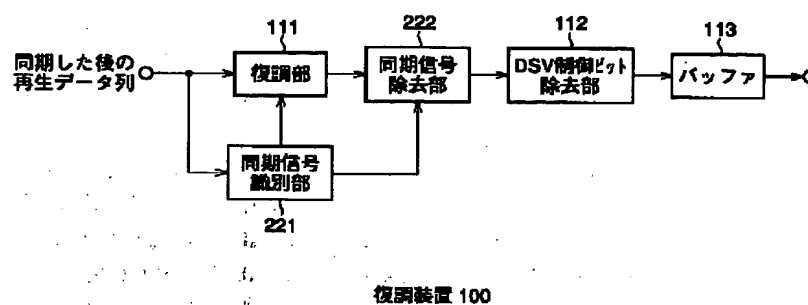 111
222
112
113
同期した後の
再生データ列
復調部
同期信号
除去部
DSV制御ビット
除去部
バッファ
同期信号
識別部
221
復調装置 100